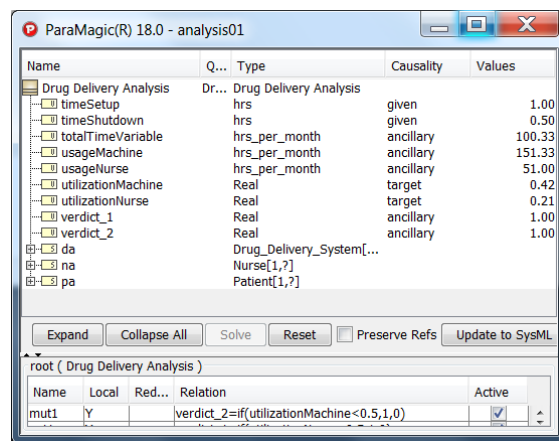 ParaMagic(R) 18.0 - analysis01
Name Q... Type Causality Values
Drug Delivery Analysis Dr... Drug Delivery Analysis
timeSetup hrs given 1.00
timeShutdown hrs given 0.50
totalTimeVariable hrs_per_month ancillary 100.33
usageMachine hrs_per_month ancillary 151.33
usageNurse hrs_per_month ancillary 51.00
utilizationMachine Real target 0.42
utilizationNurse Real target 0.21
verdict_1 Real ancillary 1.00
verdict_2 Real ancillary 1.00
da Drug_Delivery_System[...
na Nurse[1,?]
pa Patient[1,?]
Expand Collapse All Solve Reset Preserve Refs Update to SysML
root ( Drug Delivery Analysis )
Name Local Red... Relation Active
mut1 Y verdict_2=if(utilizationMachine<0.5,1,0)